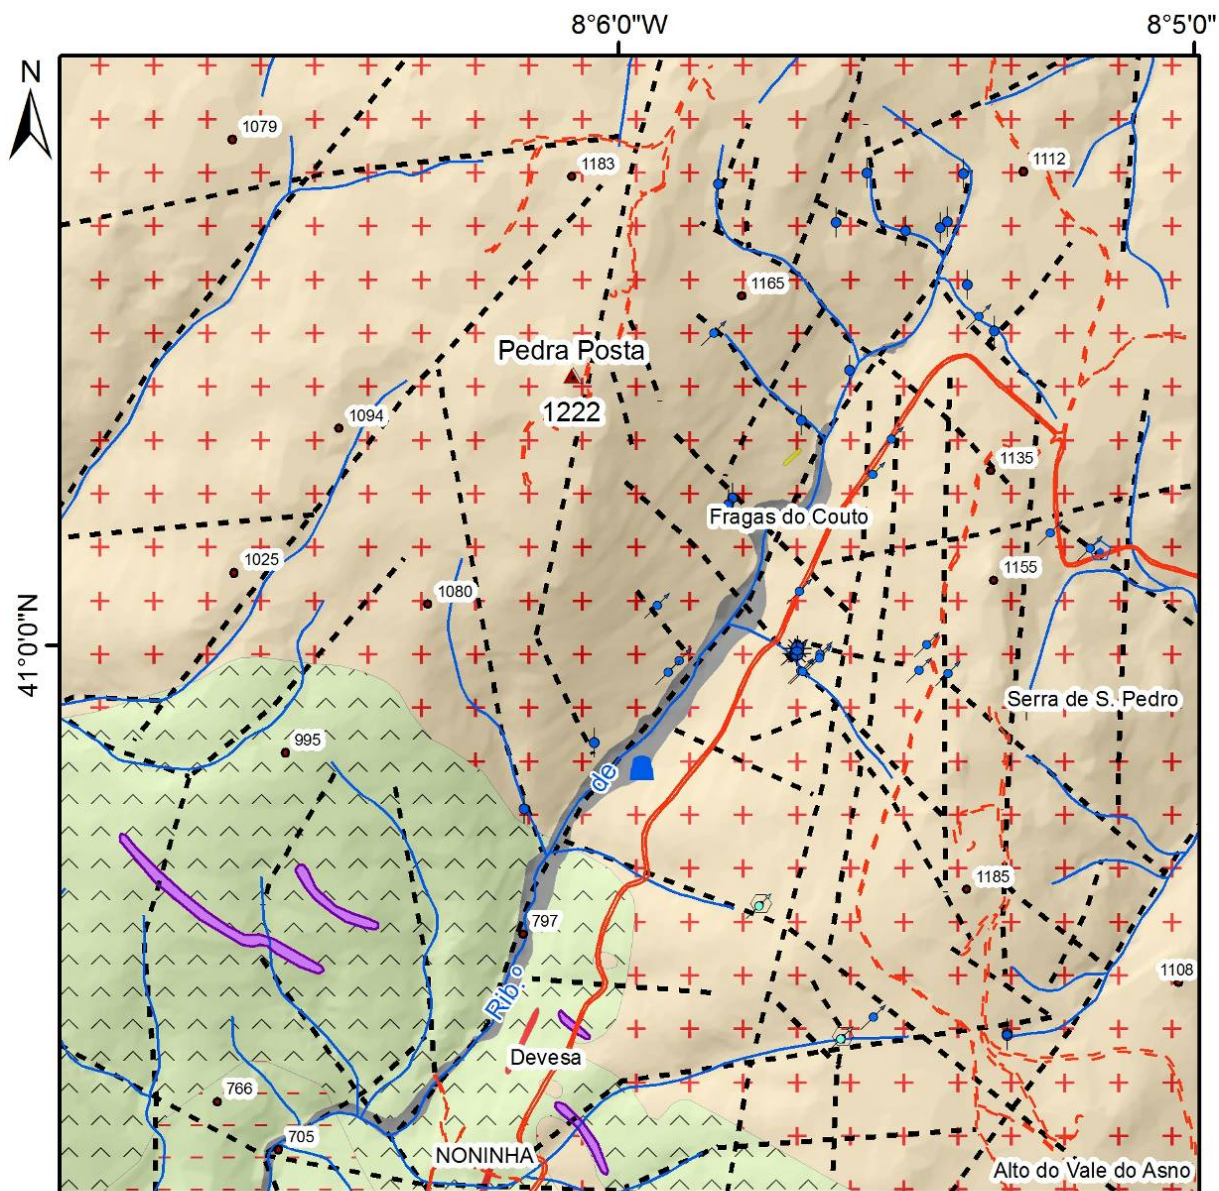 8°6'0"W
8°5'0"
N
1079
1183
1112
1165
Pedra Posta
1222
1094
1135
Fragas do Couto
1025
1080
1155
41°0'0"N
Serra de S. Pedro
995
de
1185
797
1108
Rib.º
Devesa
766
705
NONINHA
Alto do Vale do Asno